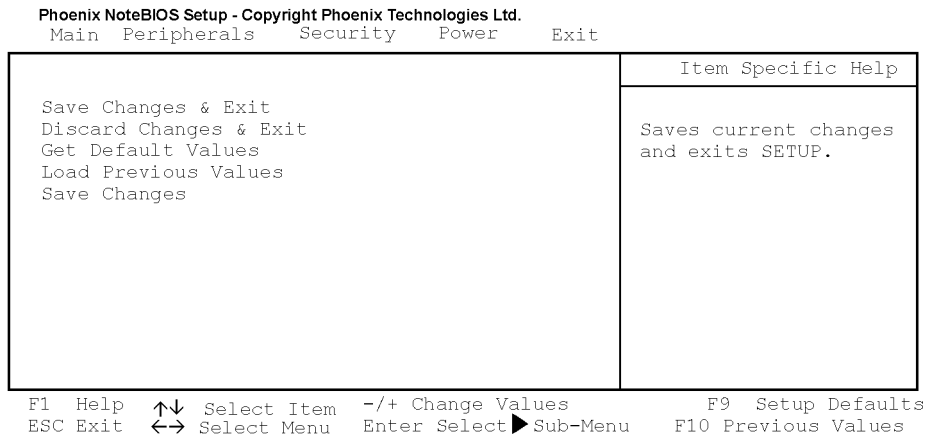 Phoenix NoteBIOS Setup - Copyright Phoenix Technologies Ltd.
Main Peripherals Security Power Exit
Item Specific Help
Save Changes & Exit
Discard Changes & Exit
Get Default Values
Load Previous Values
Save Changes
Saves current changes
and exits SETUP.
F1 Help ↑↓ Select Item -/+ Change Values F9 Setup Defaults
ESC Exit ←→ Select Menu Enter Select ▶ Sub-Menu F10 Previous Values